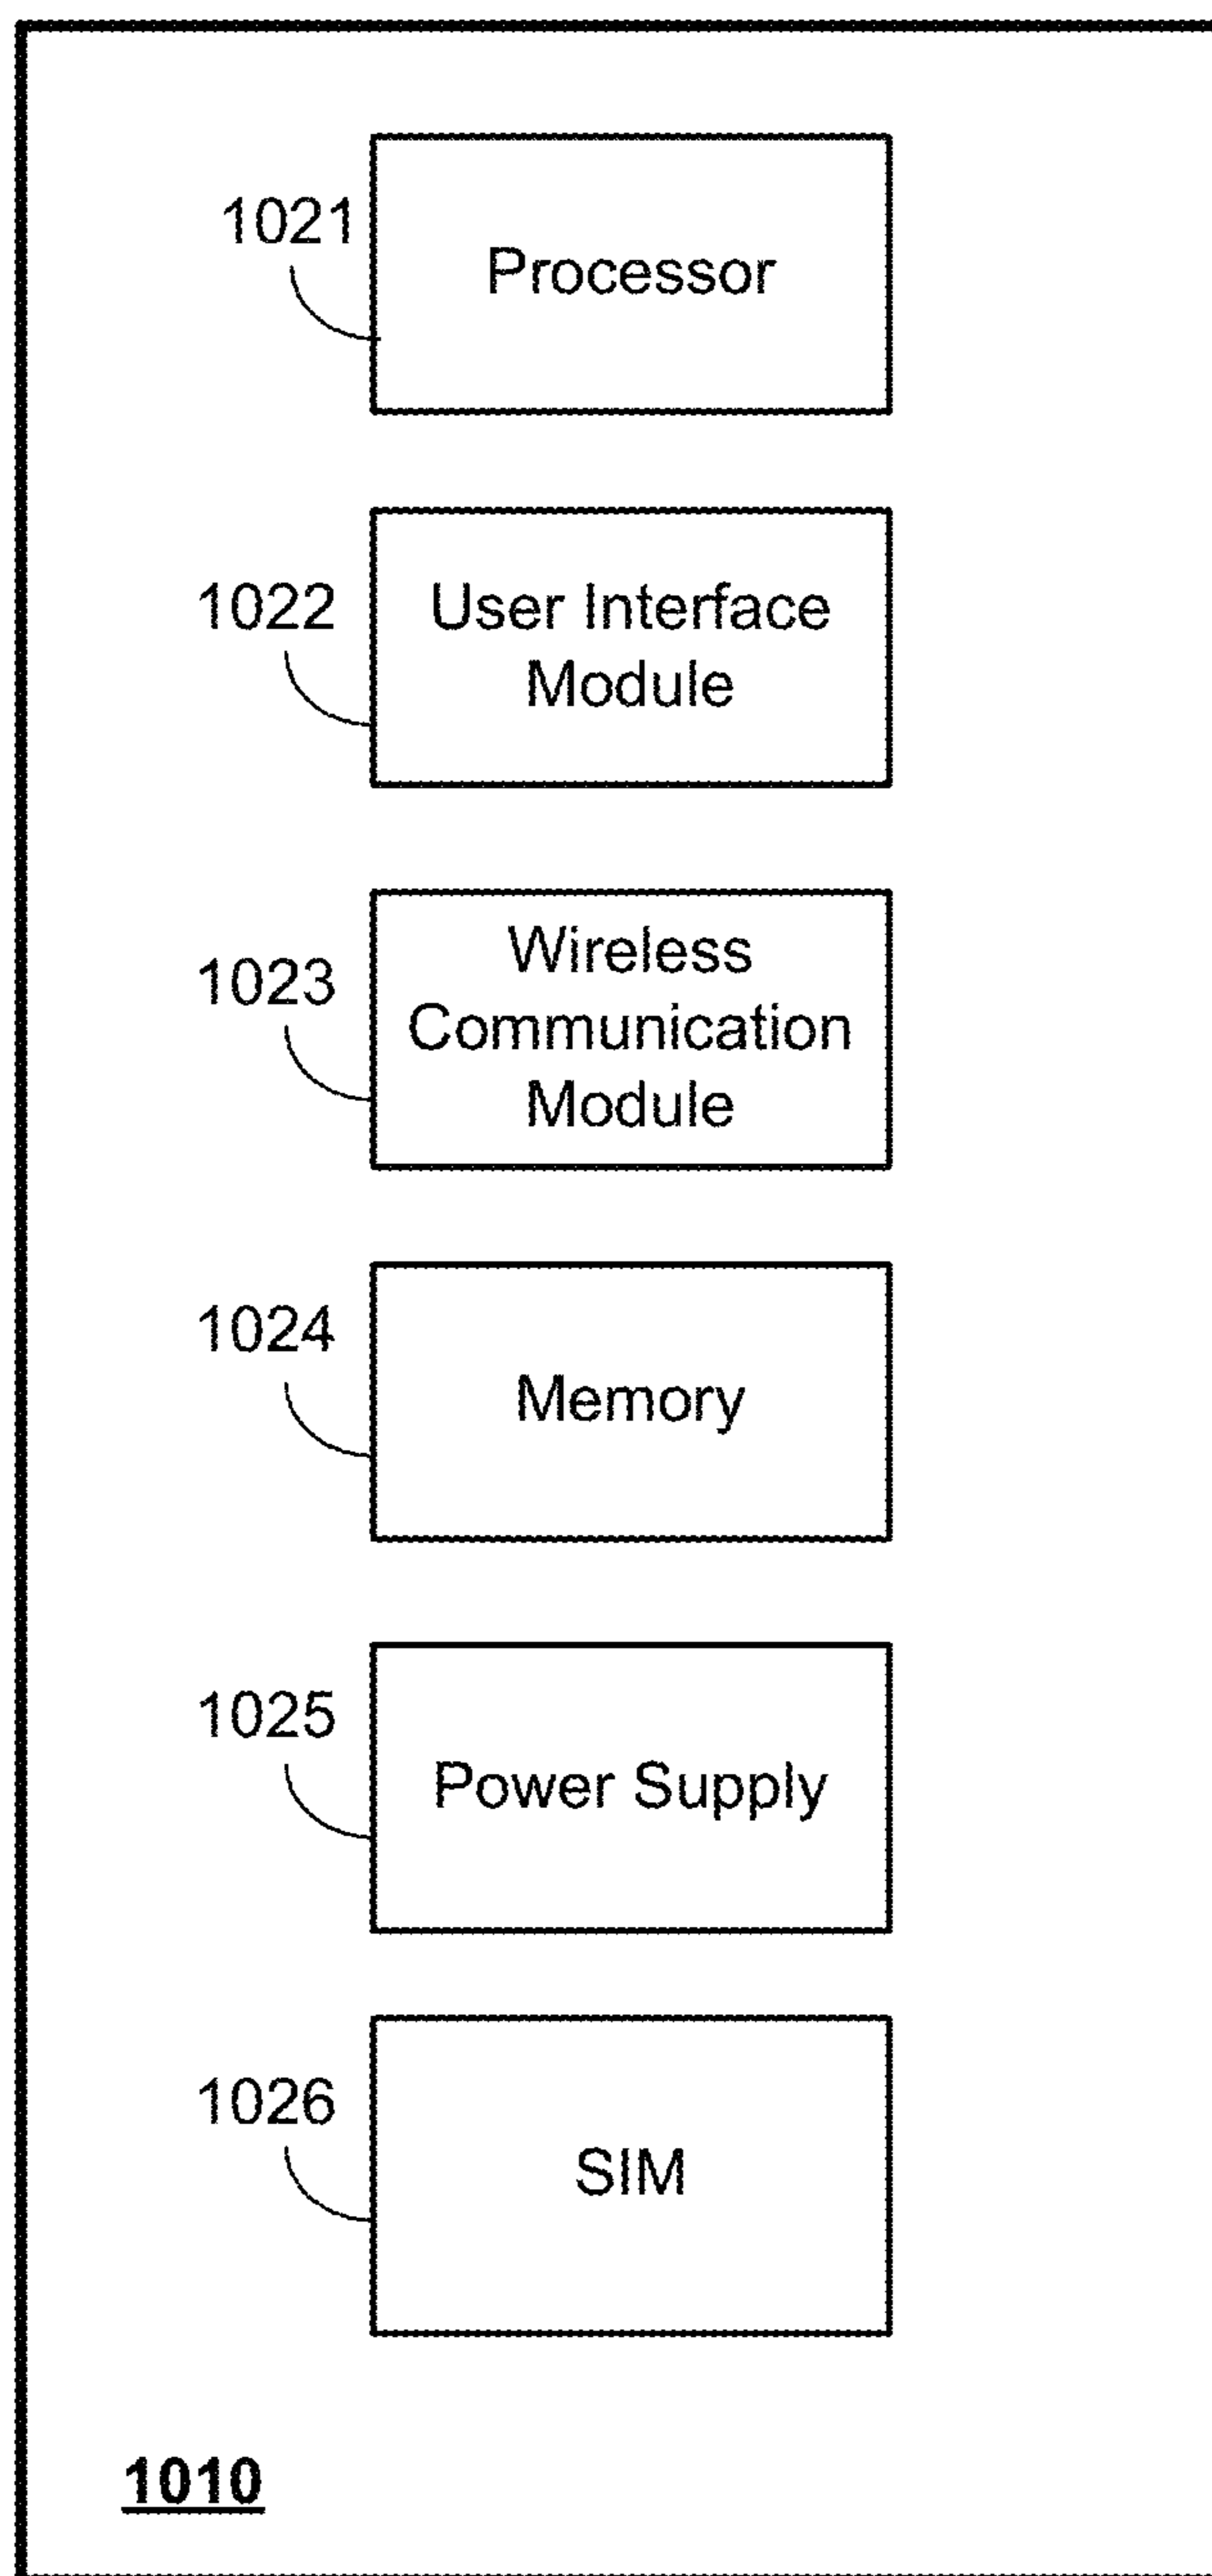 1021
Processor
1022
User Interface
Module
1023
Wireless
Communication
Module
1024
Memory
1025
Power Supply
1026
SIM
1010